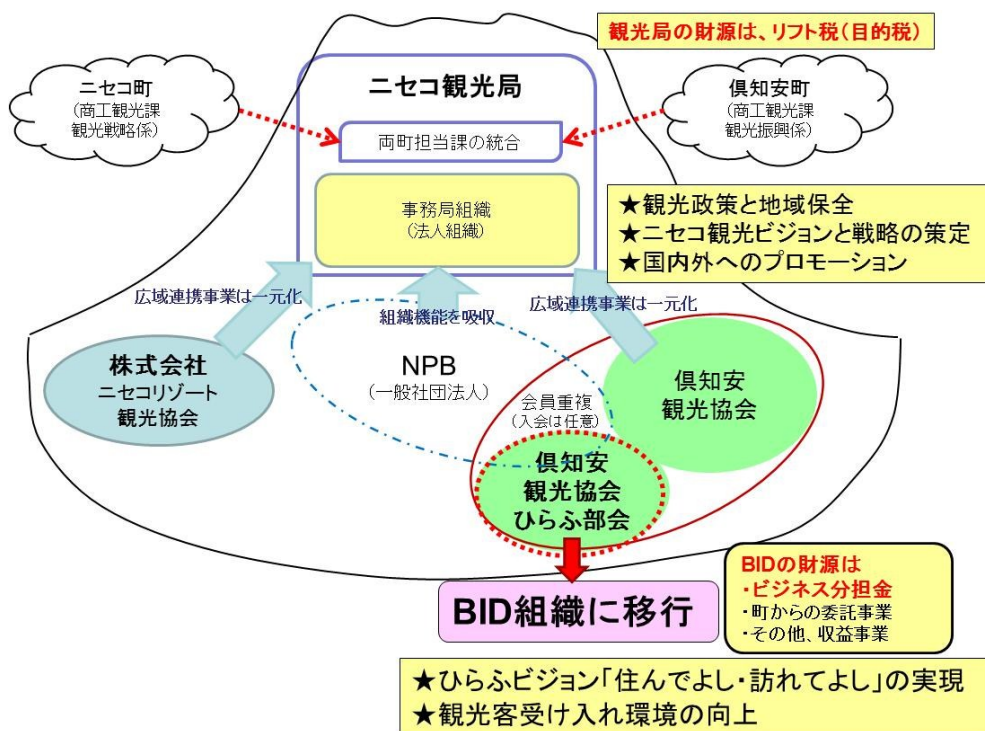 観光局の財源は、リフト税(目的税)
ニセコ町
(商工観光課
観光戦略係)
ニセコ観光局
倶知安町
(商工観光課
観光振興係)
両町担当課の統合
事務局組織
(法人組織)
★観光政策と地域保全
★ニセコ観光ビジョンと戦略の策定
★国内外へのプロモーション
広域連携事業は一元化
組織機能を吸収
広域連携事業は一元化
株式会社
ニセコリゾート
観光協会
NPB
(一般社団法人)
会員重複
(入会は任意)
倶知安
観光協会
倶知安
観光協会
ひらふ部会
BID組織に移行
BIDの財源は
・ビジネス分担金
・町からの委託事業
・その他、収益事業
★ひらふビジョン「住んでよし・訪れてよし」の実現
★観光客受け入れ環境の向上